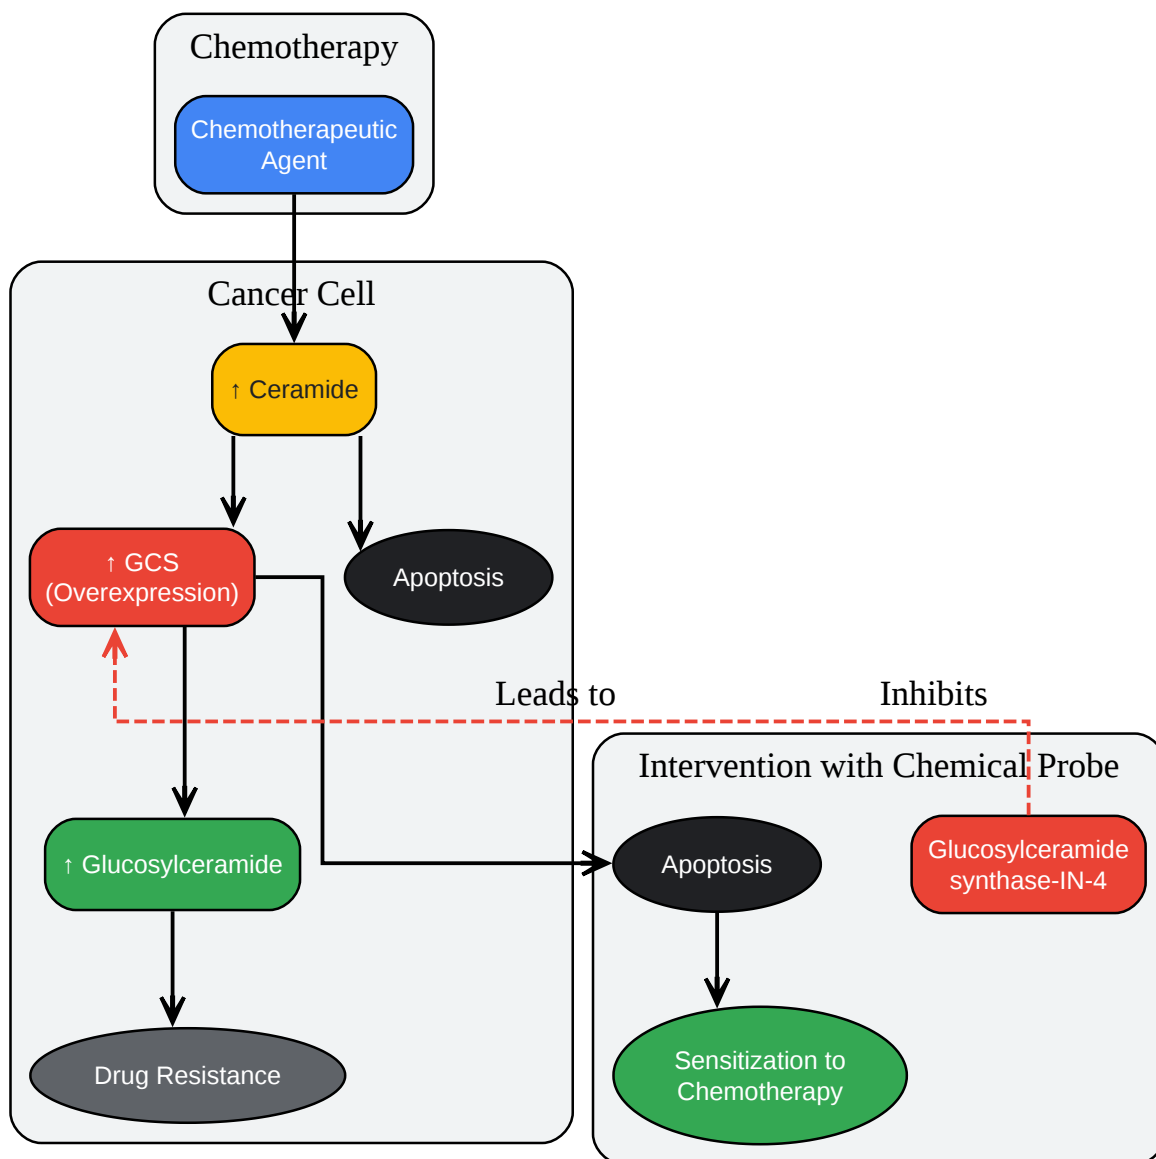 Chemotherapy
Chemotherapeutic
Agent
Cancer Cell
↑ Ceramide
↑ GCS
(Overexpression)
Apoptosis
Leads to
Inhibits
Intervention with Chemical Probe
↑ Glucosylceramide
Apoptosis
Glucosylceramide
synthase-IN-4
Drug Resistance
Sensitization to
Chemotherapy